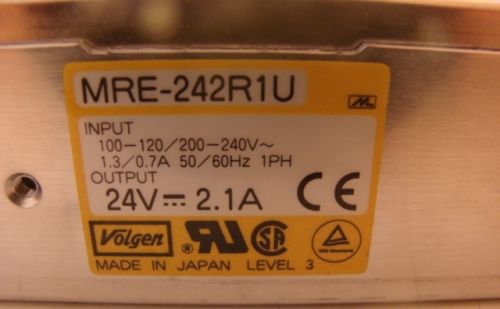 MRE-242R1U
INPUT
100-120/200-240V~
1.3/0.7A 50/60Hz 1PH
OUTPUT
24V⎓2.1A
CE
Volgen ® SA
MADE IN JAPAN LEVEL 3